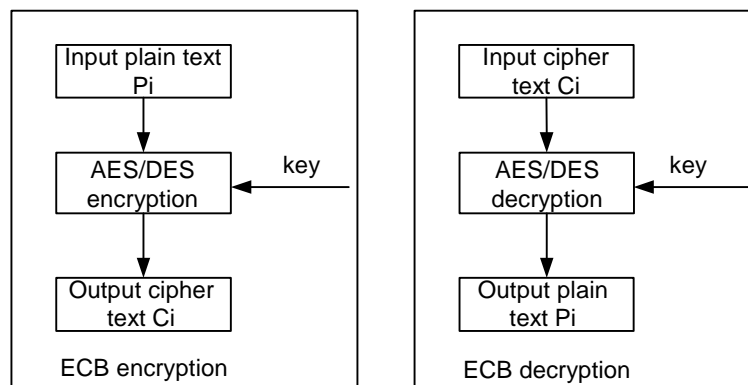 Input plain text
Pi
AES/DES
encryption
key
Output cipher
text Ci
ECB encryption
Input cipher
text Ci
AES/DES
decryption
key
Output plain
text Pi
ECB decryption